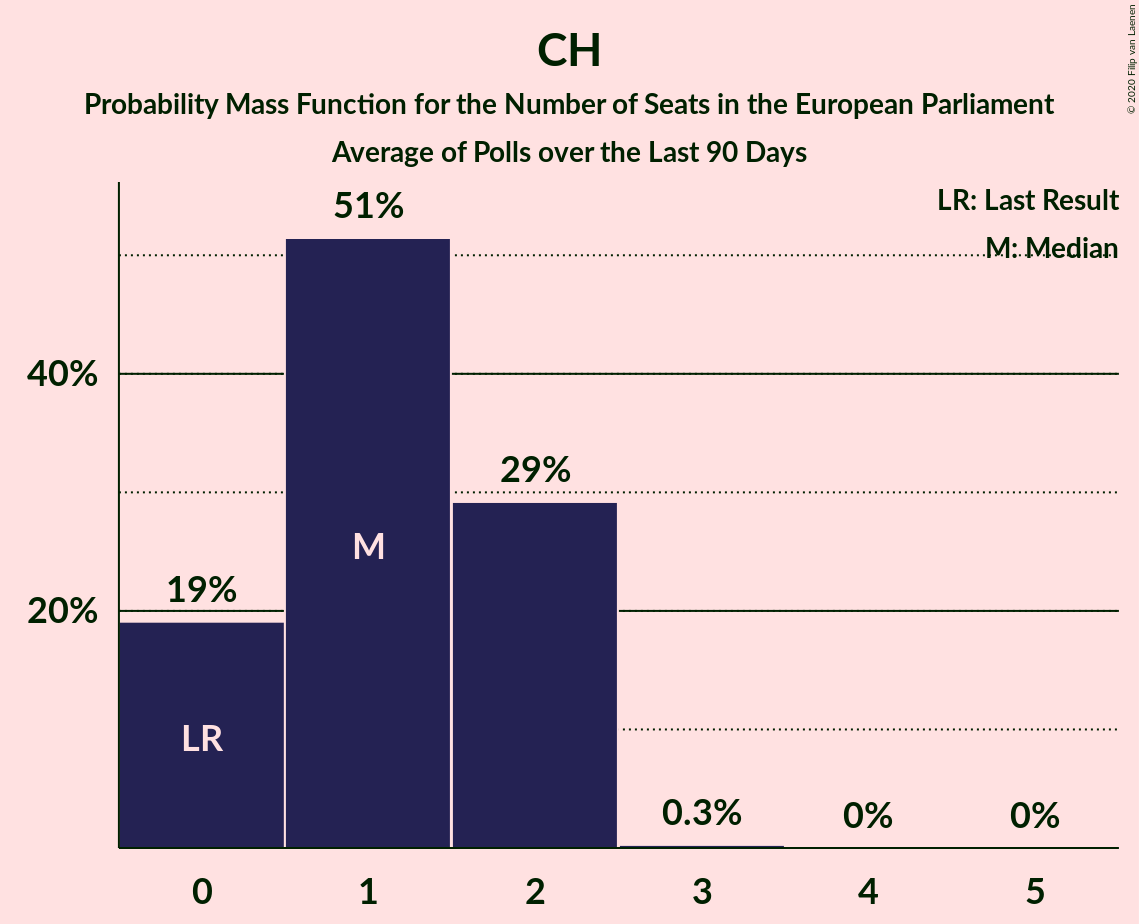 CH
Probability Mass Function for the Number of Seats in the European Parliament
Average of Polls over the Last 90 Days
© 2020 Filip van Laenen
LR: Last Result
M: Median
51%
40%
29%
M
19%
20%
LR
0.3%
0%
0%
0
1
2
3
4
5